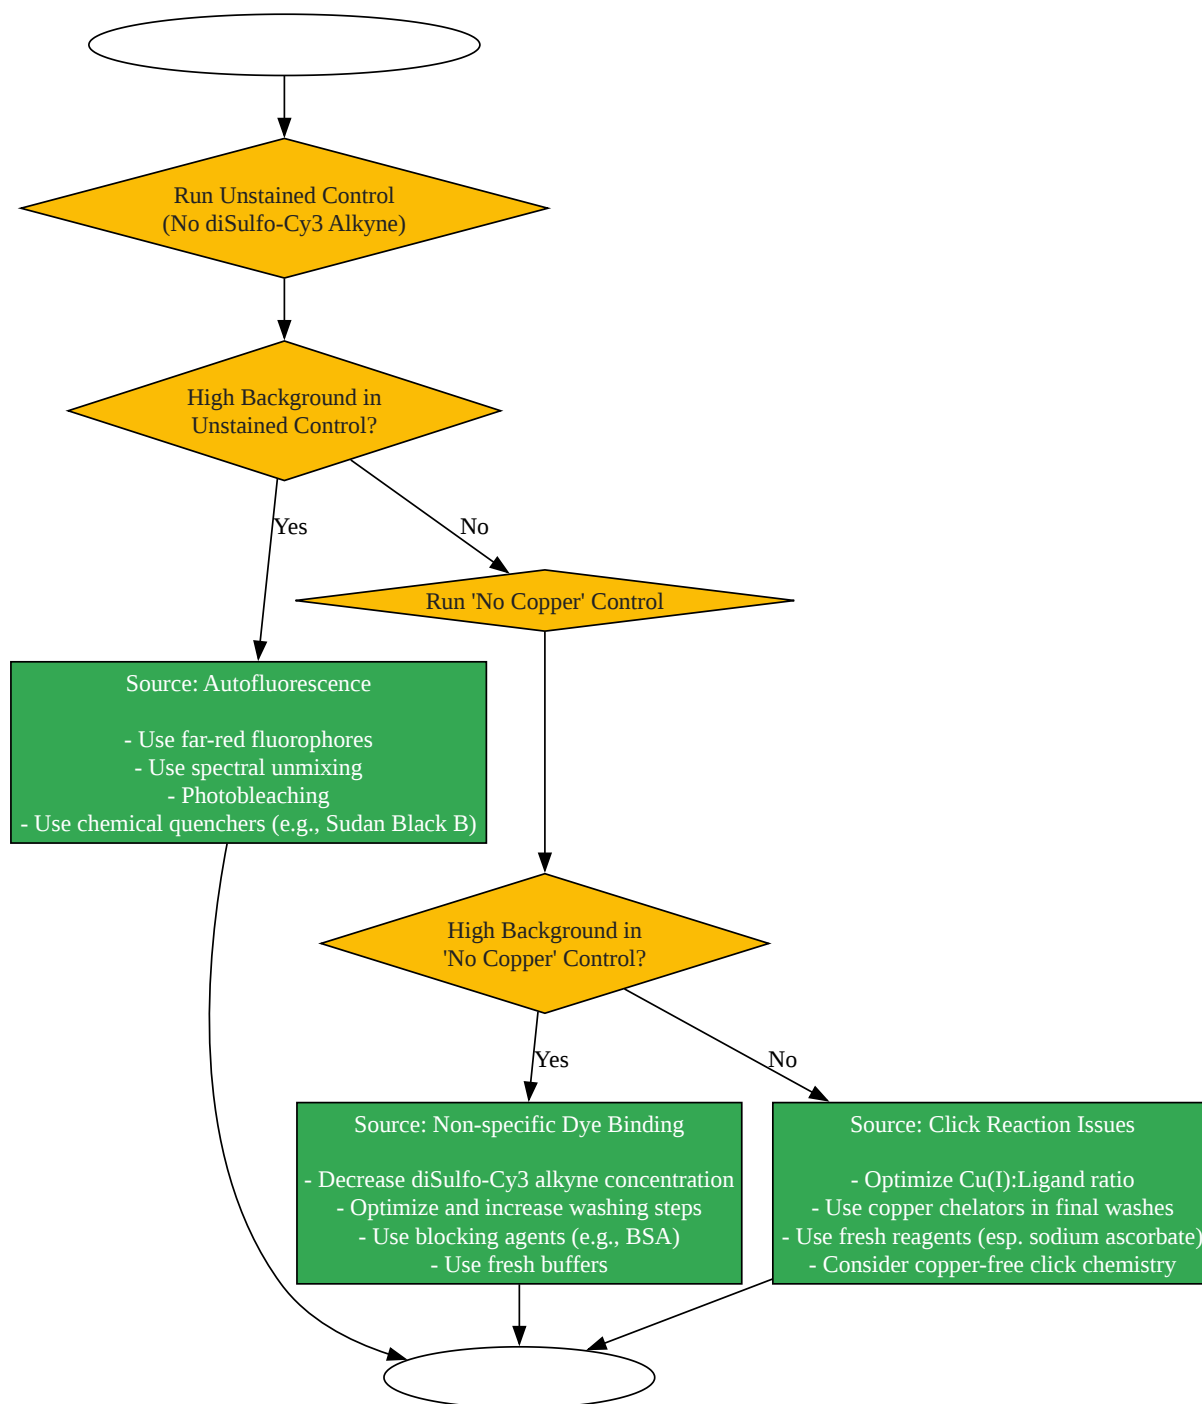 Run Unstained Control
(No diSulfo-Cy3 Alkyne)
High Background in
Unstained Control?
Yes
No
Run 'No Copper' Control
Source: Autofluorescence
- Use far-red fluorophores
- Use spectral unmixing
- Photobleaching
- Use chemical quenchers (e.g., Sudan Black B)
High Background in
'No Copper' Control?
Yes
No
Source: Non-specific Dye Binding
- Decrease diSulfo-Cy3 alkyne concentration
- Optimize and increase washing steps
- Use blocking agents (e.g., BSA)
- Use fresh buffers
Source: Click Reaction Issues
- Optimize Cu(I):Ligand ratio
- Use copper chelators in final washes
- Use fresh reagents (esp. sodium ascorbate)
- Consider copper-free click chemistry